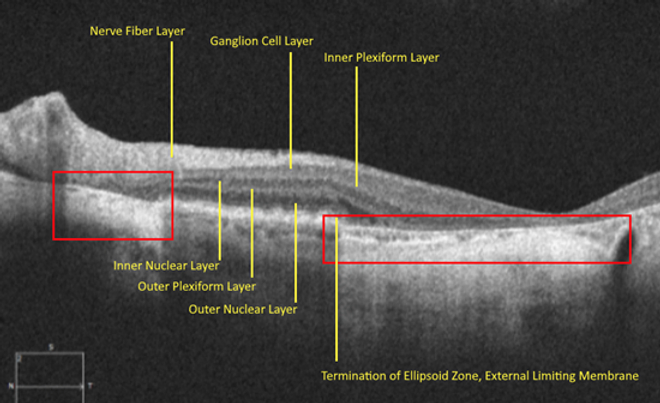 Nerve Fiber Layer
Ganglion Cell Layer
Inner Plexiform Layer
Inner Nuclear Layer
Outer Plexiform Layer
Outer Nuclear Layer
Termination of Ellipsoid Zone, External Limiting Membrane
S
N
T